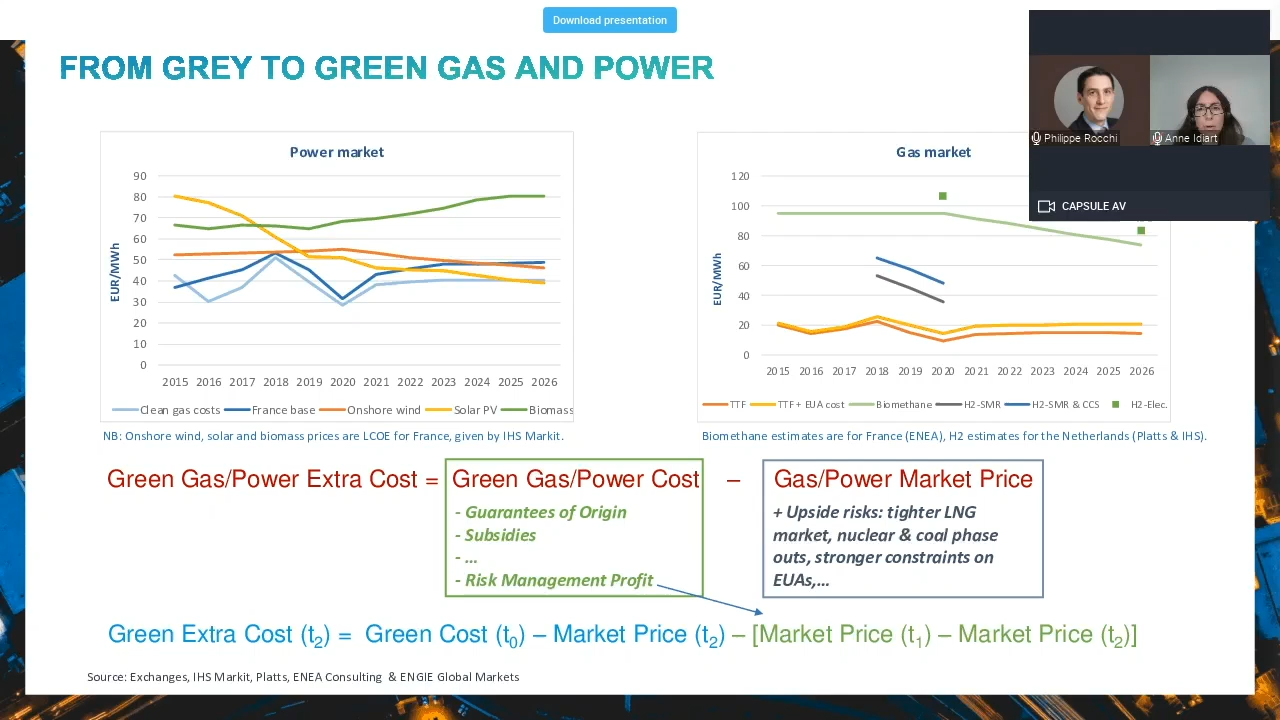 Download presentation
FROM GREY TO GREEN GAS AND POWER
Philippe Rocchi
Anne Idiart
CAPSULE AV
Power market
EUR/MWh
90
80
70
60
50
40
30
20
10
0
2015 2016 2017 2018 2019 2020 2021 2022 2023 2024 2025 2026
Clean gas costs France base Onshore wind Solar PV Biomass
NB: Onshore wind, solar and biomass prices are LCOE for France, given by IHS Markit.
Gas market
EUR/MWh
120
100
80
60
40
20
0
2015 2016 2017 2018 2019 2020 2021 2022 2023 2024 2025 2026
TTF TTF + EUA cost Biomethane H2-SMR H2-SMR & CCS H2-Elec.
Biomethane estimates are for France (ENEA), H2 estimates for the Netherlands (Platts & IHS).
Green Gas/Power Extra Cost = Green Gas/Power Cost – Gas/Power Market Price
- Guarantees of Origin
- Subsidies
- ...
- Risk Management Profit
+ Upside risks: tighter LNG
market, nuclear & coal phase
outs, stronger constraints on
EUAs,...
Green Extra Cost (t2) = Green Cost (t0) – Market Price (t2) – [Market Price (t1) – Market Price (t2)]
Source: Exchanges, IHS Markit, Platts, ENEA Consulting & ENGIE Global Markets